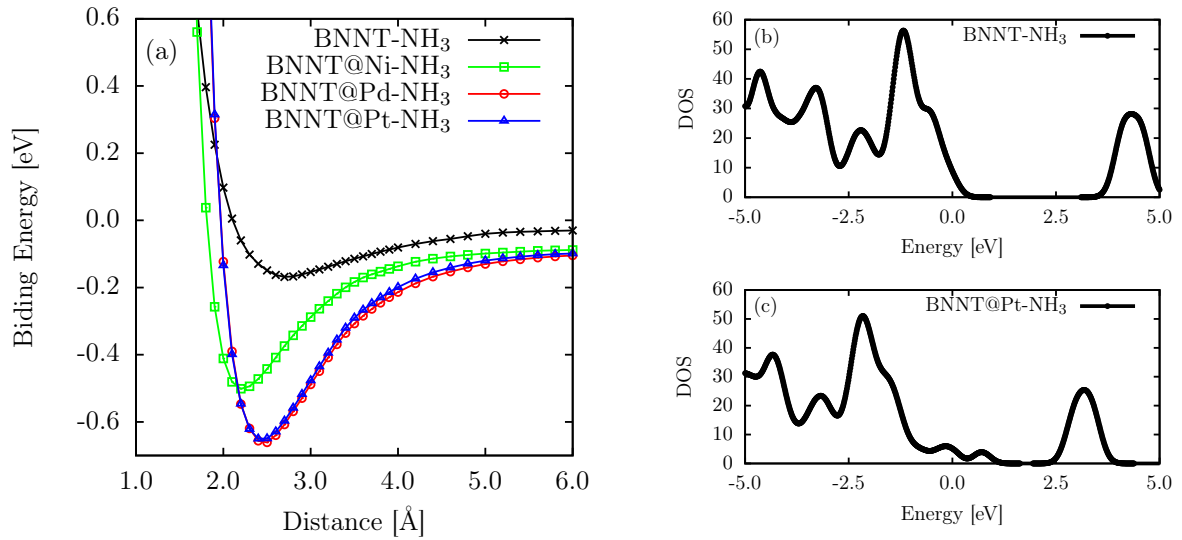 (a)
BNNT-NH3
BNNT@Ni-NH3
BNNT@Pd-NH3
BNNT@Pt-NH3
0.6
0.4
0.2
0.0
-0.2
-0.4
-0.6
Biding Energy [eV]
1.0 2.0 3.0 4.0 5.0 6.0
Distance [Å]
(b)
BNNT-NH3
60
50
40
30
20
10
0
DOS
-5.0 -2.5 0.0 2.5 5.0
Energy [eV]
(c)
BNNT@Pt-NH3
60
50
40
30
20
10
0
DOS
-5.0 -2.5 0.0 2.5 5.0
Energy [eV]